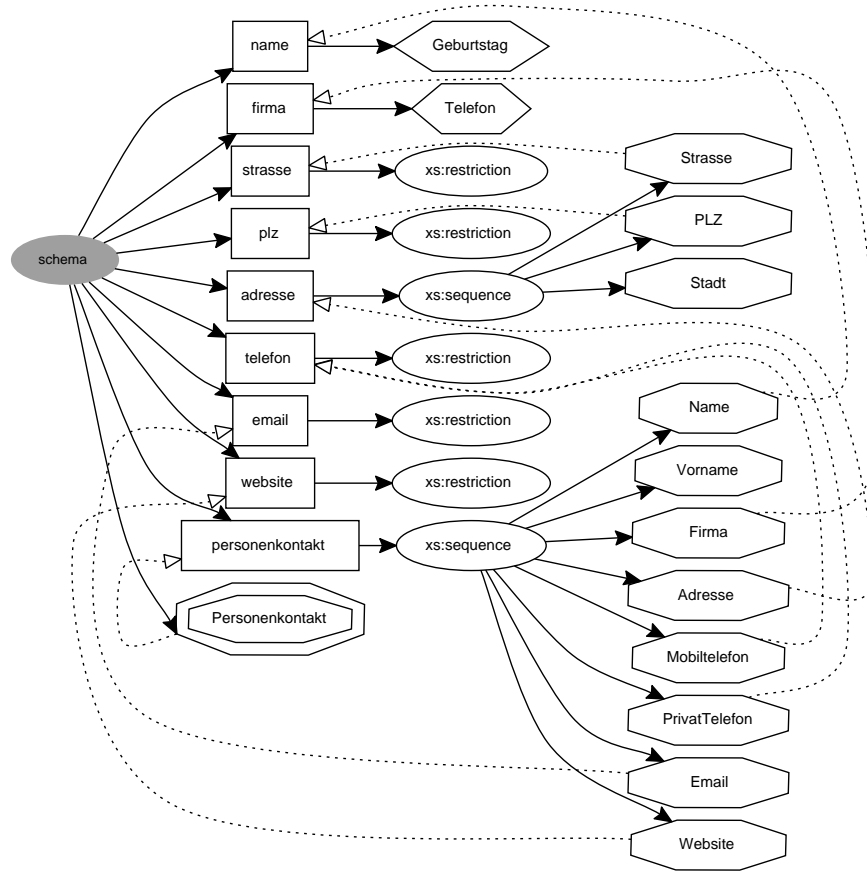 name
Geburtstag
firma
Telefon
strasse
xs:restriction
Strasse
plz
xs:restriction
PLZ
schema
adresse
xs:sequence
Stadt
telefon
xs:restriction
email
xs:restriction
Name
website
xs:restriction
Vorname
personenkontakt
xs:sequence
Firma
Personenkontakt
Adresse
Mobiltelefon
PrivatTelefon
Email
Website